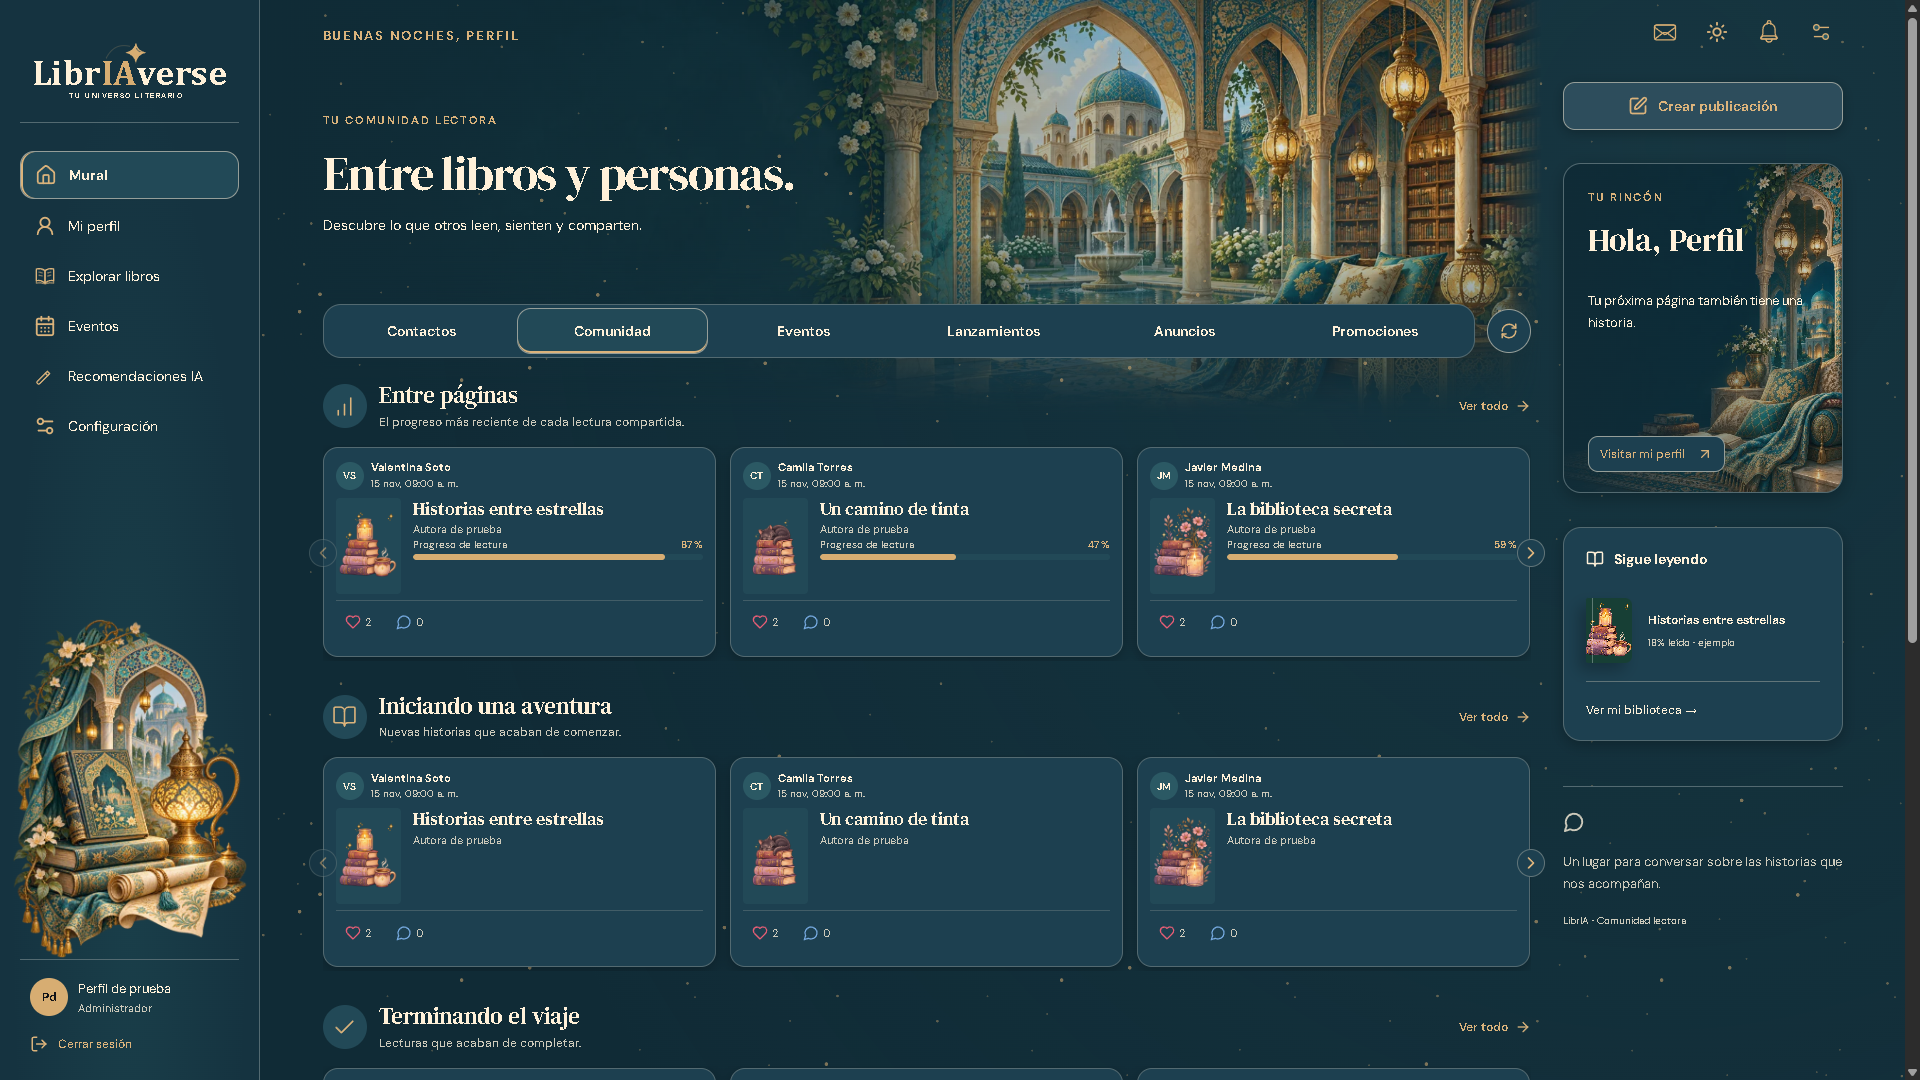 LibrIAverse
TU UNIVERSO LITERARIO
Mural
Mi perfil
Explorar libros
Eventos
Recomendaciones IA
Configuración
Pd
Perfil de prueba
Administrador
Cerrar sesión
BUENAS NOCHES, PERFIL
TU COMUNIDAD LECTORA
Entre libros y personas.
Descubre lo que otros leen, sienten y comparten.
Contactos
Comunidad
Eventos
Lanzamientos
Anuncios
Promociones
Entre páginas
El progreso más reciente de cada lectura compartida.
Ver todo
VS
Valentina Soto
15 nov, 09:00 a. m.
Historias entre estrellas
Autora de prueba
Progreso de lectura 87 %
2 0
CT
Camila Torres
15 nov, 09:00 a. m.
Un camino de tinta
Autora de prueba
Progreso de lectura 47 %
2 0
JM
Javier Medina
15 nov, 09:00 a. m.
La biblioteca secreta
Autora de prueba
Progreso de lectura 59 %
2 0
Iniciando una aventura
Nuevas historias que acaban de comenzar.
Ver todo
VS
Valentina Soto
15 nov, 09:00 a. m.
Historias entre estrellas
Autora de prueba
2 0
CT
Camila Torres
15 nov, 09:00 a. m.
Un camino de tinta
Autora de prueba
2 0
JM
Javier Medina
15 nov, 09:00 a. m.
La biblioteca secreta
Autora de prueba
2 0
Terminando el viaje
Lecturas que acaban de completar.
Ver todo
Crear publicación
TU RINCÓN
Hola, Perfil
Tu próxima página también tiene una
historia.
Visitar mi perfil
Sigue leyendo
Historias entre estrellas
18% leído · ejemplo
Ver mi biblioteca →
Un lugar para conversar sobre las historias que
nos acompañan.
LibrIA · Comunidad lectora